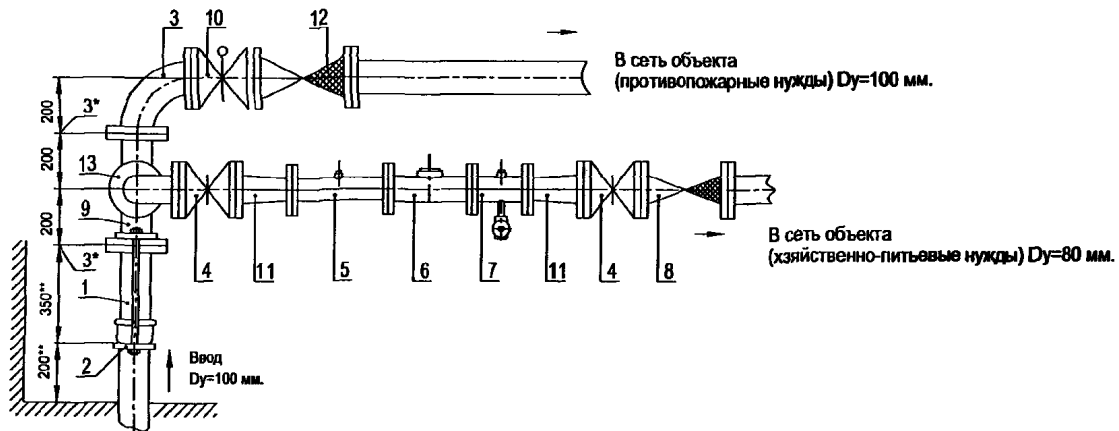 3 10 12
В сеть объекта
(противопожарные нужды) Dy=100 мм.
200
3*
200
13
200
9
3*
4 11 5 6 7 11 4 8
В сеть объекта
(хзяйственно-питьевые нужды) Dy=80 мм.
350**
1
2
200**
Ввод
Dy=100 мм.